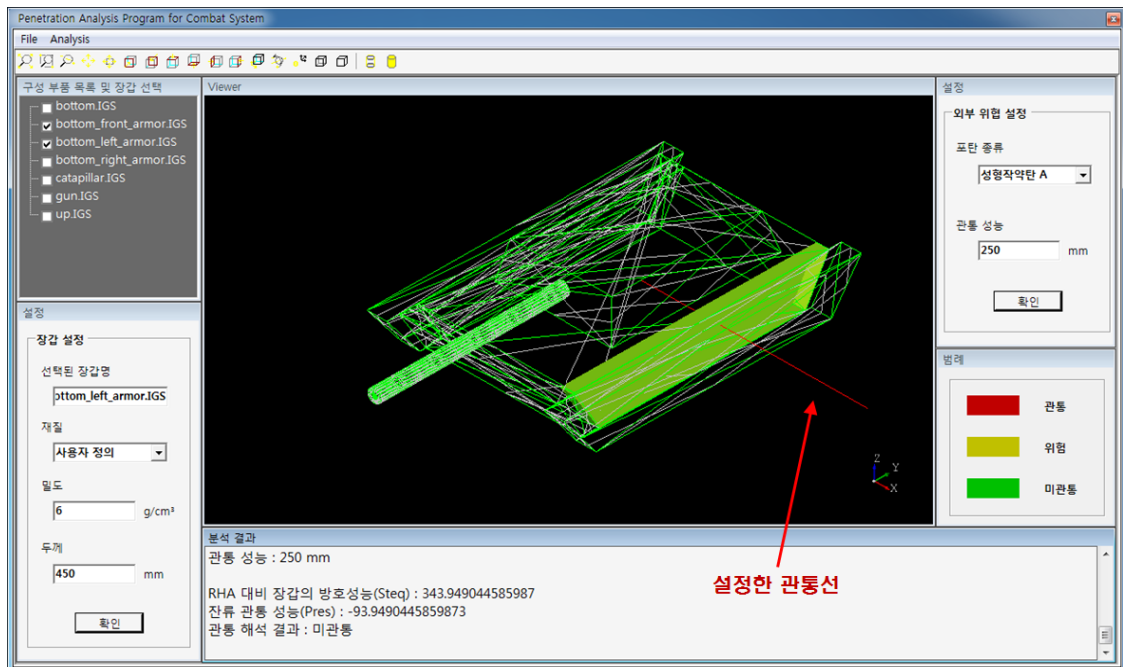 Penetration Analysis Program for Combat System
File Analysis
구성 부품 목록 및 장갑 선택
bottom.IGS
bottom_front_armor.IGS
bottom_left_armor.IGS
bottom_right_armor.IGS
catapillar.IGS
gun.IGS
up.IGS
설정
장갑 설정
선택된 장갑명
ottom_left_armor.IGS
재질
사용자 정의
밀도
6 g/cm³
두께
450 mm
확인
Viewer
Z
Y
X
설정한 관통선
분석 결과
관통 성능 : 250 mm
RHA 대비 장갑의 방호성능(Steq) : 343.949044585987
잔류 관통 성능(Pres) : -93.9490445859873
관통 해석 결과 : 미관통
설정
외부 위협 설정
포탄 종류
성형작약탄 A
관통 성능
250 mm
확인
범례
관통
위험
미관통